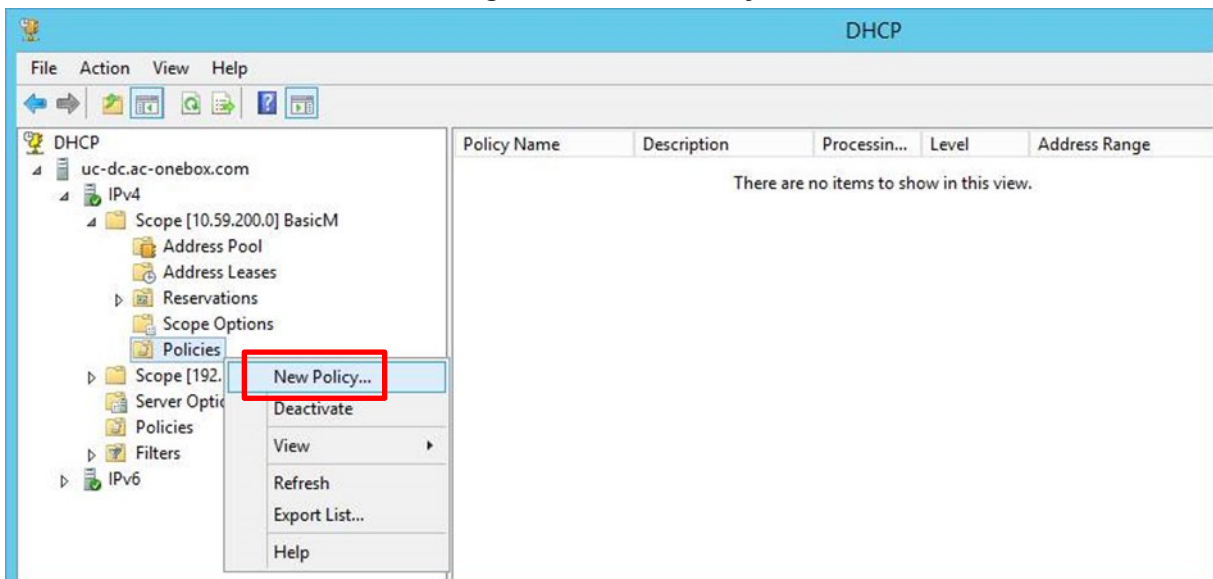 DHCP
File Action View Help
DHCP
uc-dc.ac-onebox.com
IPv4
Scope [10.59.200.0] BasicM
Address Pool
Address Leases
Reservations
Scope Options
Policies
Scope [192.
Server Optic
Policies
Filters
IPv6
New Policy...
Deactivate
View
Refresh
Export List...
Help
Policy Name Description Processin... Level Address Range
There are no items to show in this view.